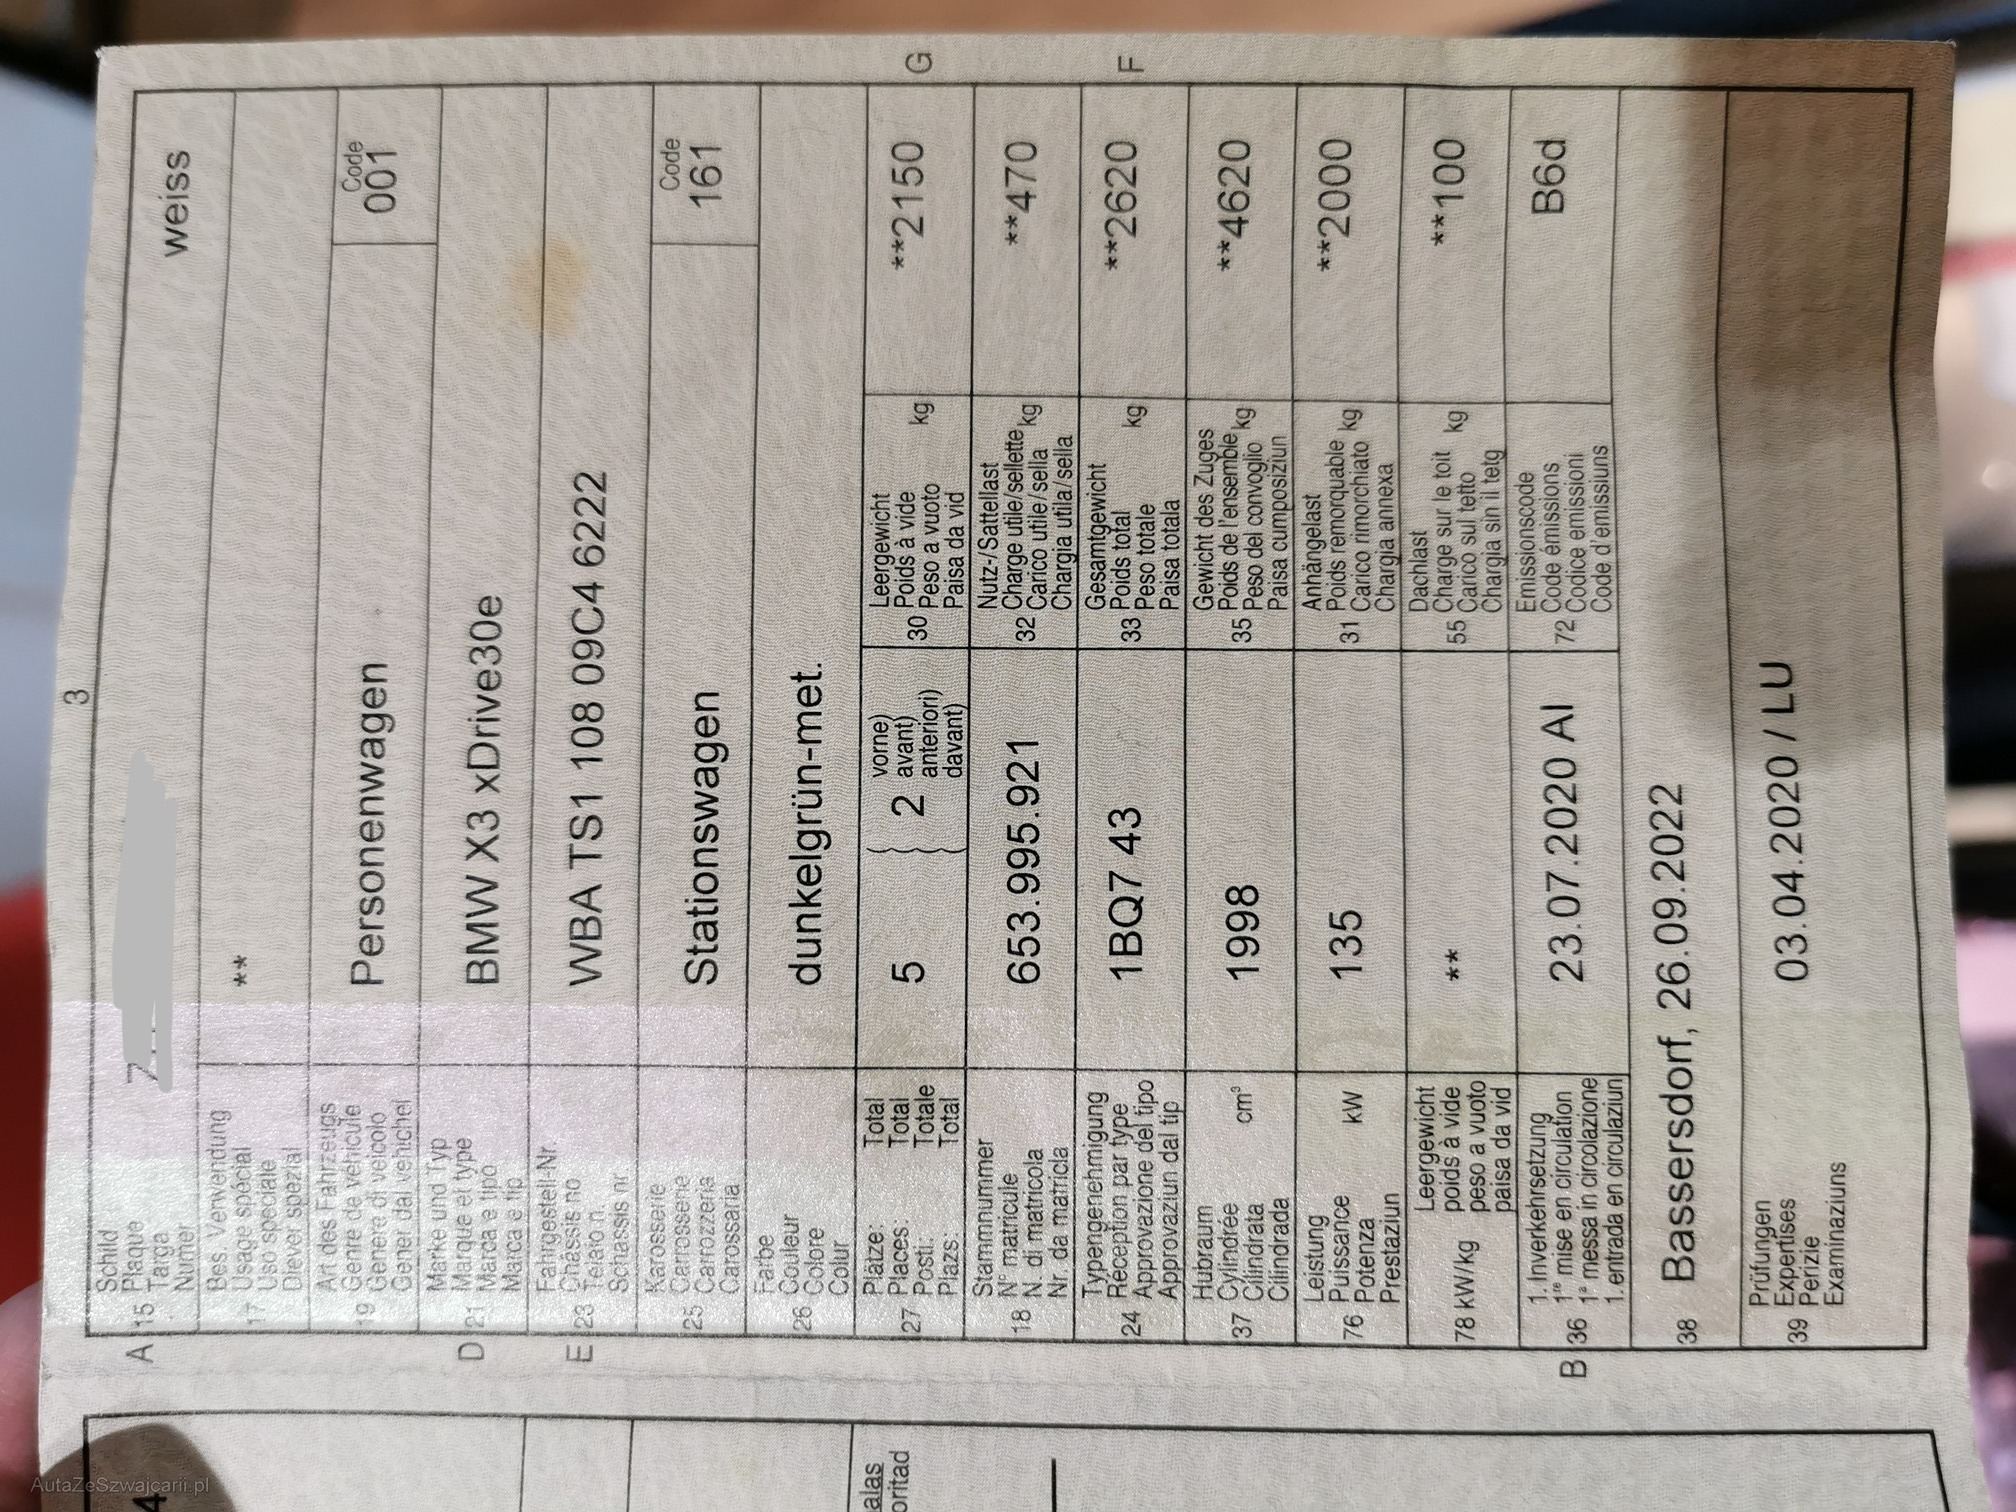 3
A 15 Schild
Plaque
Targa
Numer
weiss
17 Bes. Verwendung
Usage spécial
Uso speciale
Diever spezial
**
19 Art des Fahrzeugs
Genre de véhicule
Genere di veicolo
Gener dal vehichel
Personenwagen
Code
001
D 21 Marke und Typ
Marque et type
Marca e tipo
Marca e tip
BMW X3 xDrive30e
E 23 Fahrgestell-Nr.
Châssis no
Telaio n.
Schassis nr.
WBA TS1 108 09C4 6222
25 Karosserie
Carrosserie
Carrozzeria
Carossaria
Stationswagen
Code
161
26 Farbe
Couleur
Colore
Colur
dunkelgrün-met.
27 Plätze: Total
Places: Total
Posti: Totale
Plazs: Total
5
2
vorne)
avant)
anteriori)
davant)
30 Leergewicht
Poids à vide
Peso a vuoto kg
Paisa da vid
**2150
G
18 Stammnummer
N° matricule
N. di matricola
Nr. da matricla
653.995.921
32 Nutz-/Sattellast
Charge utile/sellette
Carico utile/sella kg
Chargia utila/sella
**470
24 Typengenehmigung
Réception par type
Approvazione del tipo
Approvaziun dal tip
1BQ7 43
33 Gesamtgewicht
Poids total
Peso totale kg
Paisa totala
**2620
F
37 Hubraum
Cylindrée
Cilindrata cm³
Cilindrada
1998
35 Gewicht des Zuges
Poids de l'ensemble
Peso del convoglio kg
Paisa cumposiziun
**4620
76 Leistung
Puissance
Potenza kW
Prestaziun
135
31 Anhängelast
Poids remorquable
Carico rimorchiato kg
Chargia annexa
**2000
78 kW/kg Leergewicht
poids à vide
peso a vuoto
paisa da vid
**
55 Dachlast
Charge sur le toit
Carico sul tetto kg
Chargia sin il tetg
**100
B 36 1. Inverkehrsetzung
1re mise en circulation
1a messa in circolazione
1. entrada en circulaziun
23.07.2020 AI
72 Emissionscode
Code émissions
Codice emissioni
Code d'emissiuns
B6d
38 Bassersdorf, 26.09.2022
39 Prüfungen
Expertises
Perizie
Examinaziuns
03.04.2020 / LU
4
alas
oritad
AutaZeSzwajcarii.pl